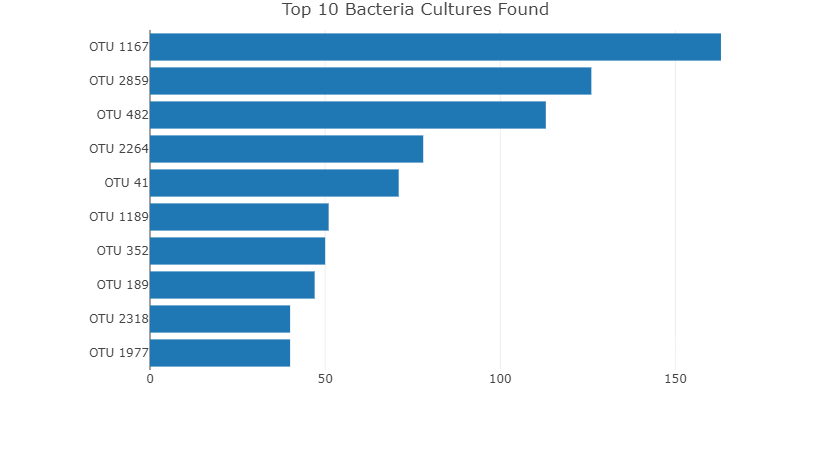 Top 10 Bacteria Cultures Found
OTU 1167
OTU 2859
OTU 482
OTU 2264
OTU 41
OTU 1189
OTU 352
OTU 189
OTU 2318
OTU 1977
0 50 100 150